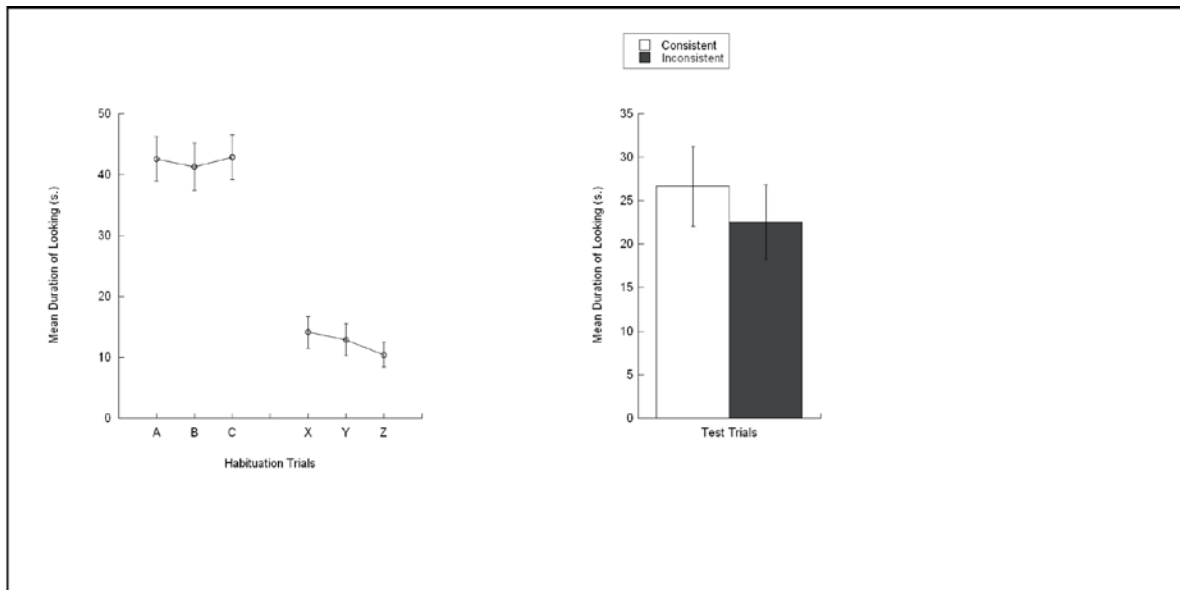 Consistent
Inconsistent
50
40
30
20
10
0
Mean Duration of Looking (s.)
A B C X Y Z
Habituation Trials
35
30
25
20
15
10
5
0
Mean Duration of Looking (s.)
Test Trials